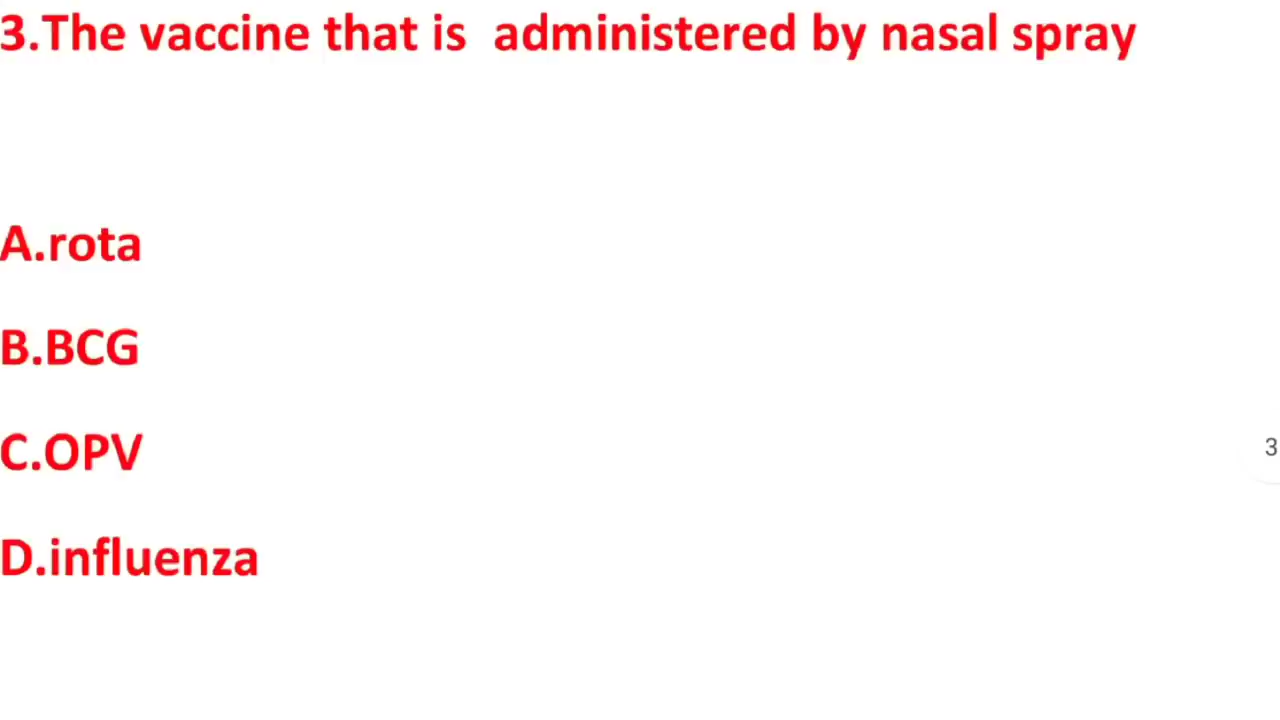 3.The vaccine that is  administered by nasal spray
A.rota
B.BCG
C.OPV
3
D.influenza